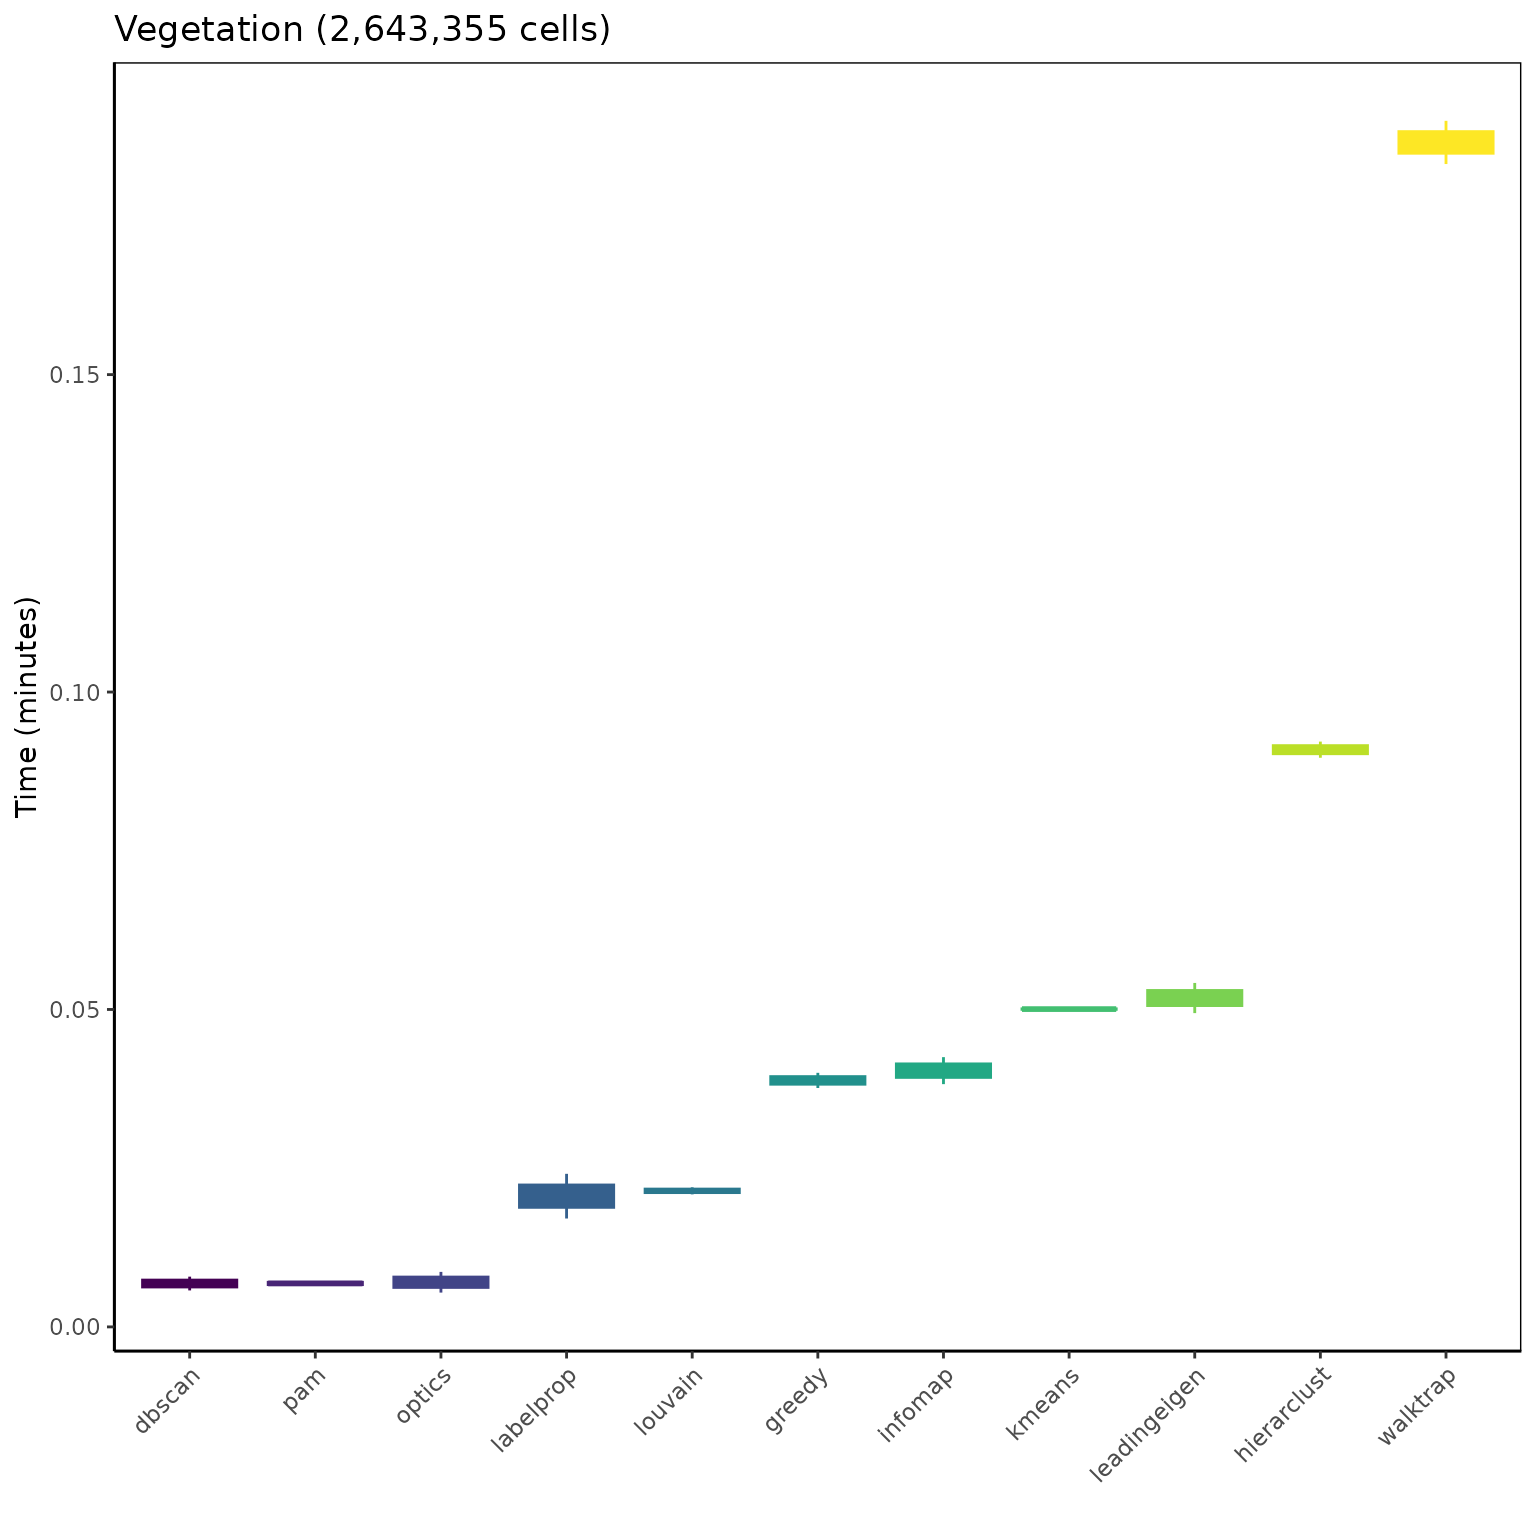 Vegetation (2,643,355 cells)
Time (minutes)
0.15
0.10
0.05
0.00
dbscan
pam
optics
labelprop
louvain
greedy
infomap
kmeans
leadingeigen
hierarclust
walktrap